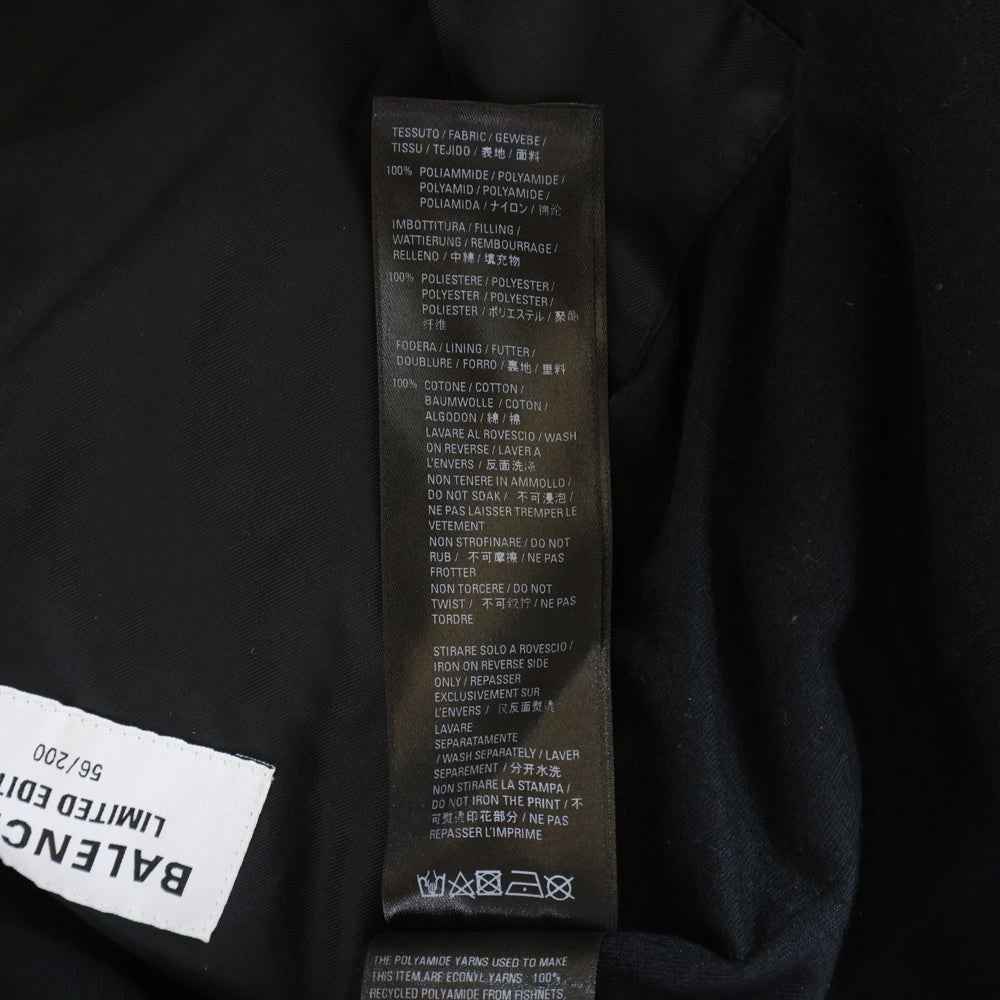 TESSUTO / FABRIC / GEWEBE /
TISSU / TEJIDO / 表地 / 面料
100% POLIAMMIDE / POLYAMIDE /
POLYAMID / POLYAMIDE /
POLIAMIDA / ナイロン / 锦纶
IMBOTTITURA / FILLING /
WATTIERUNG / REMBOURRAGE /
RELLENO / 中綿 / 填充物
100% POLIESTERE / POLYESTER /
POLYESTER / POLYESTER /
POLIESTER / ポリエステル / 聚酯
纤维
FODERA / LINING / FUTTER /
DOUBLURE / FORRO / 裏地 / 里料
100% COTONE / COTTON /
BAUMWOLLE / COTON /
ALGODON / 綿 / 棉
LAVARE AL ROVESCIO / WASH
ON REVERSE / LAVER A
L'ENVERS / 反面洗涤
NON TENERE IN AMMOLLO /
DO NOT SOAK / 不可浸泡 /
NE PAS LAISSER TREMPER LE
VETEMENT
NON STROFINARE / DO NOT
RUB / 不可摩擦 / NE PAS
FROTTER
NON TORCERE / DO NOT
TWIST / 不可绞拧 / NE PAS
TORDRE
STIRARE SOLO A ROVESCIO /
IRON ON REVERSE SIDE
ONLY / REPASSER
EXCLUSIVEMENT SUR
L'ENVERS / 仅反面熨烫
LAVARE
SEPARATAMENTE
/ WASH SEPARATELY / LAVER
SEPAREMENT / 分开水洗
NON STIRARE LA STAMPA /
DO NOT IRON THE PRINT / 不
可熨烫印花部分 / NE PAS
REPASSER L'IMPRIME
THE POLYAMIDE YARNS USED TO MAKE
THIS ITEM ARE ECONYL YARNS 100%
RECYCLED POLYAMIDE FROM FISHNETS,
BALENC
LIMITED EDIT
56/200